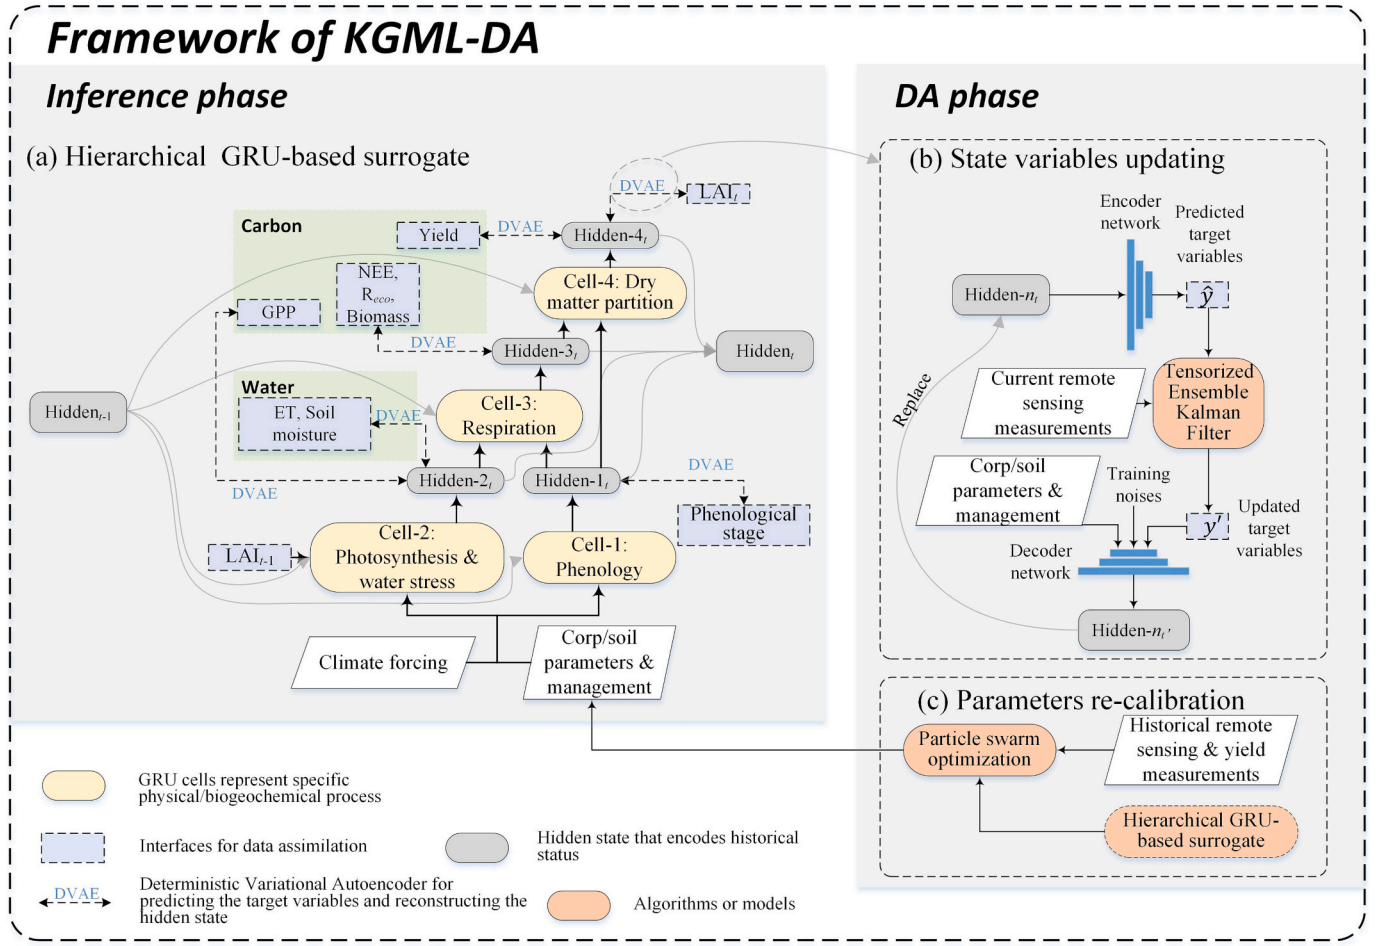 Framework of KGML-DA
Inference phase
DA phase
(a) Hierarchical GRU-based surrogate
DVAE
LAIt
Carbon
Yield
DVAE
Hidden-4t
NEE,
Reco,
Biomass
GPP
Cell-4: Dry
matter partition
DVAE
Hidden-3t
Hiddent
Water
ET, Soil
moisture
DVAE
Hiddent-1
Cell-3:
Respiration
DVAE
Hidden-2t
Hidden-1t
DVAE
Phenological
stage
LAIt-1
Cell-2:
Photosynthesis &
water stress
Cell-1:
Phenology
Climate forcing
Corp/soil
parameters &
management
(b) State variables updating
Encoder
network
Predicted
target
variables
Hidden-nt
ŷ
Replace
Current remote
sensing
measurements
Tensorized
Ensemble
Kalman
Filter
Corp/soil
parameters &
management
Training
noises
y′
Updated
target
variables
Decoder
network
Hidden-nt′
(c) Parameters re-calibration
Particle swarm
optimization
Historical remote
sensing & yield
measurements
Hierarchical GRU-
based surrogate
GRU cells represent specific
physical/biogeochemical process
Interfaces for data assimilation
Hidden state that encodes historical
status
DVAE
Deterministic Variational Autoencoder for
predicting the target variables and reconstructing the
hidden state
Algorithms or models